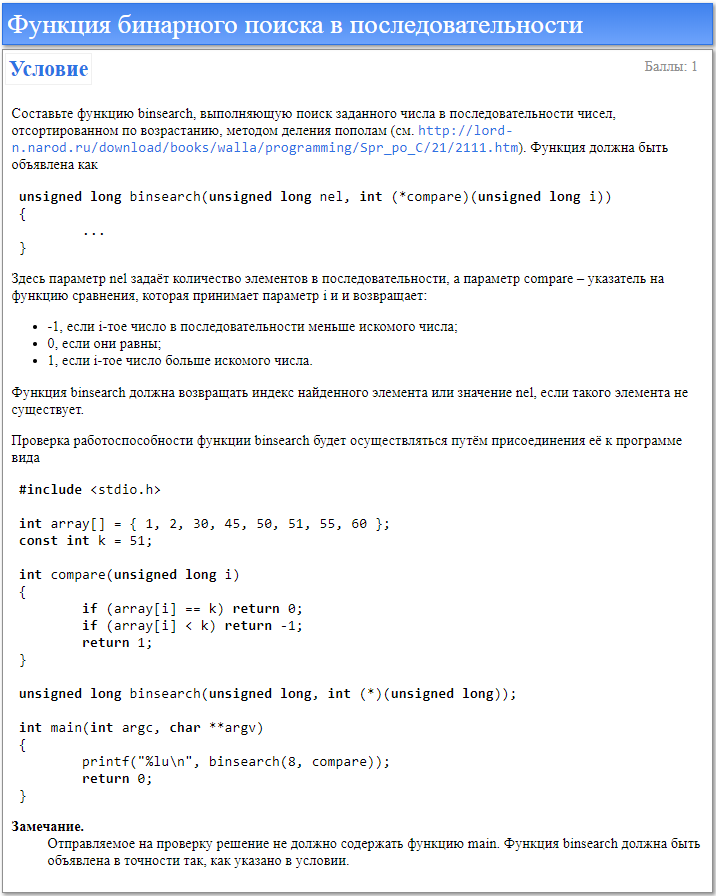 Функция бинарного поиска в последовательности
Условие
Баллы: 1
Составьте функцию binsearch, выполняющую поиск заданного числа в последовательности чисел,
отсортированном по возрастанию, методом деления пополам (см. http://lord-
n.narod.ru/download/books/walla/programming/Spr_po_C/21/2111.htm). Функция должна быть
объявлена как
unsigned long binsearch(unsigned long nel, int (*compare)(unsigned long i))
{
...
}
Здесь параметр nel задаёт количество элементов в последовательности, а параметр compare – указатель на
функцию сравнения, которая принимает параметр i и и возвращает:
• -1, если i-тое число в последовательности меньше искомого числа;
• 0, если они равны;
• 1, если i-тое число больше искомого числа.
Функция binsearch должна возвращать индекс найденного элемента или значение nel, если такого элемента не
существует.
Проверка работоспособности функции binsearch будет осуществляться путём присоединения её к программе
вида
#include <stdio.h>
int array[] = { 1, 2, 30, 45, 50, 51, 55, 60 };
const int k = 51;
int compare(unsigned long i)
{
if (array[i] == k) return 0;
if (array[i] < k) return -1;
return 1;
}
unsigned long binsearch(unsigned long, int (*)(unsigned long));
int main(int argc, char **argv)
{
printf("%lu\n", binsearch(8, compare));
return 0;
}
Замечание.
Отправляемое на проверку решение не должно содержать функцию main. Функция binsearch должна быть
объявлена в точности так, как указано в условии.